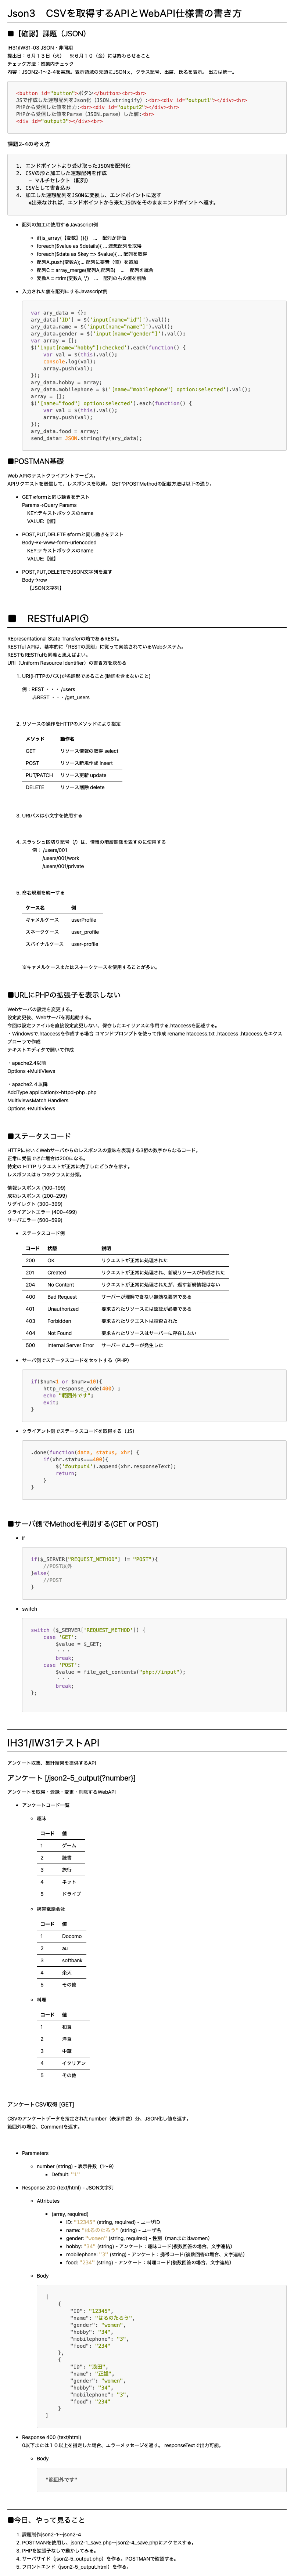 Json3　CSVを取得するAPIとWebAPI仕様書の書き方
■【確認】課題（JSON）
IH31/IW31-03 JSON・非同期
提出日：6月13日（火）　※6月10（金）には終わらせること
チェック方法：授業内チェック
内容：JSON2-1〜2-4を実施。表示領域の先頭にJSONｘ、クラス記号、出席、氏名を表示。出力は統一。
<button id="button">ボタン</button><br><br>
JSで作成した連想配列をJson化（JSON.stringify）:<br><div id="output1"></div><hr>
PHPから受信した値を出力:<br><div id="output2"></div><hr>
PHPから受信した値をParse（JSON.parse）した値:<br>
<div id="output3"></div><br>
課題2-4の考え方
1. エンドポイントより受け取ったJSONを配列化
2. CSVの形と加工した連想配列を作成
　－ マルチセレクト（配列）
3. CSVとして書き込み
4. 加工した連想配列をJSONに変換し、エンドポイントに返す
　※出来なければ、エンドポイントから来たJSONをそのままエンドポイントへ返す。
• 配列の加工に使用するJavascript例
◦ if(is_array(【変数】)){}　...　配列か評価
◦ foreach($value as $details){ ... 連想配列を取得
◦ foreach($data as $key => $value){ ... 配列を取得
◦ 配列A.push(変数A);... 配列に要素（値）を追加
◦ 配列C = array_merge(配列A,配列B)　...　配列を統合
◦ 変数A = rtrim(変数A, ',')　...　配列の右の値を削除
• 入力された値を配列にするJavascript例
var ary_data = {};
ary_data['ID'] = $('input[name="id"]').val();
ary_data.name = $('input[name="name"]').val();
ary_data.gender = $('input[name="gender"]').val();
var array = [];
$('input[name="hobby"]:checked').each(function() {
var val = $(this).val();
console.log(val);
array.push(val);
});
ary_data.hobby = array;
ary_data.mobilephone = $('[name="mobilephone"] option:selected').val();
array = [];
$('[name="food"] option:selected').each(function() {
var val = $(this).val();
array.push(val);
});
ary_data.food = array;
send_data= JSON.stringify(ary_data);
■POSTMAN基礎
Web APIのテストクライアントサービス。
APIリクエストを送信して、レスポンスを取得。 GETやPOSTMethodの記載方法は以下の通り。
• GET ※formと同じ動きをテスト
Params→Query Params
KEY:テキストボックスのname
VALUE:【値】
• POST,PUT,DELETE ※formと同じ動きをテスト
Body→x-www-form-urlencoded
KEY:テキストボックスのname
VALUE:【値】
• POST,PUT,DELETEでJSON文字列を渡す
Body→row
【JSON文字列】
■　RESTfulAPI①
REpresentational State Transferの略であるREST。
RESTful APIは、基本的に「RESTの原則」に従って実装されているWebシステム。
RESTもRESTfulも同義と思えばよい。
URI（Uniform Resource Identifier）の書き方を決める
1. URI(HTTPのパス)が名詞形であること(動詞を含まないこと)
例：REST ・・・ /users
非REST ・・・/get_users
2. リソースの操作をHTTPのメソッドにより指定
メソッド　動作名
GET　リソース情報の取得 select
POST　リソース新規作成 insert
PUT/PATCH　リソース更新 update
DELETE　リソース削除 delete
3. URIパスは小文字を使用する
4. スラッシュ区切り記号（/）は、情報の階層関係を表すのに使用する
例： /users/001
/users/001/work
/users/001/private
5. 命名規則を統一する
ケース名　例
キャメルケース　userProfile
スネークケース　user_profile
スパイナルケース　user-profile
※キャメルケースまたはスネークケースを使用することが多い。
■URLにPHPの拡張子を表示しない
Webサーバの設定を変更する。
設定変更後、Webサーバを再起動する。
今回は設定ファイルを直接設定変更しない、保存したエイリアスに作用する.htaccessを記述する。
・Windowsで.htaccessを作成する場合 コマンドプロンプトを使って作成 rename htaccess.txt .htaccess .htaccess.をエクスプローラで作成
テキストエディタで開いて作成
・apache2.4以前
Options +MultiViews
・apache2.４以降
AddType application/x-httpd-php .php
MultiviewsMatch Handlers
Options +MultiViews
■ステータスコード
HTTPにおいてWebサーバからのレスポンスの意味を表現する3桁の数字からなるコード。
正常に受信できた場合は200になる。
特定の HTTP リクエストが正常に完了したどうかを示す。
レスポンスは 5 つのクラスに分類。
情報レスポンス (100–199)
成功レスポンス (200–299)
リダイレクト (300–399)
クライアントエラー (400–499)
サーバエラー (500–599)
• ステータスコード例
コード　状態　説明
200　OK　リクエストが正常に処理された
201　Created　リクエストが正常に処理され、新規リソースが作成された
204　No Content　リクエストが正常に処理されたが、返す新規情報はない
400　Bad Request　サーバーが理解できない無効な要求である
401　Unauthorized　要求されたリソースには認証が必要である
403　Forbidden　要求されたリクエストは拒否された
404　Not Found　要求されたリソースはサーバーに存在しない
500　Internal Server Error　サーバーでエラーが発生した
• サーバ側でステータスコードをセットする（PHP）
if($num<1 or $num>=10){
http_response_code(400) ;
echo "範囲外です";
exit;
}
• クライアント側でステータスコードを取得する（JS）
.done(function(data, status, xhr) {
if(xhr.status===400){
$('#output4').append(xhr.responseText);
return;
}
}
■サーバ側でMethodを判別する(GET or POST)
• if
if($_SERVER["REQUEST_METHOD"] != "POST"){
//POST以外
}else{
//POST
}
• switch
switch ($_SERVER['REQUEST_METHOD']) {
case 'GET':
$value = $_GET;
・・・
break;
case 'POST':
$value = file_get_contents("php://input");
・・・
break;
};
IH31/IW31テストAPI
アンケート収集、集計結果を提供するAPI
アンケート [/json2-5_output{?number}]
アンケートを取得・登録・変更・削除するWebAPI
• アンケートコード一覧
◦ 趣味
コード　値
1　ゲーム
2　読書
3　旅行
4　ネット
5　ドライブ
◦ 携帯電話会社
コード　値
1　Docomo
2　au
3　softbank
4　楽天
5　その他
◦ 料理
コード　値
1　和食
2　洋食
3　中華
4　イタリアン
5　その他
アンケートCSV取得 [GET]
CSVのアンケートデータを指定されたnumber（表示件数）分、JSON化し値を返す。
範囲外の場合、Commentを返す。
• Parameters
◦ number (string) - 表示件数（1〜9）
▪ Default: "1"
• Response 200 (text/html) - JSON文字列
◦ Attributes
▪ (array, required)
▪ ID: "12345" (string, required) - ユーザID
▪ name: "はるのたろう" (string) - ユーザ名
▪ gender: "women" (string, required) - 性別（manまたはwomen）
▪ hobby: "34" (string) - アンケート：趣味コード(複数回答の場合、文字連結）
▪ mobilephone: "3" (string) - アンケート：携帯コード(複数回答の場合、文字連結）
▪ food: "234" (string) - アンケート：料理コード(複数回答の場合、文字連結）
◦ Body
[
{
"ID": "12345",
"name": "はるのたろう",
"gender": "women",
"hobby": "34",
"mobilephone": "3",
"food": "234"
},
{
"ID": "浅田",
"name": "正蔵",
"gender": "women",
"hobby": "34",
"mobilephone": "3",
"food": "234"
}
]
• Response 400 (text/html)
0以下または１０以上を指定した場合、エラーメッセージを返す。 responseTextで出力可能。
◦ Body
"範囲外です"
■今日、やって見ること
1. 課題制作json2-1〜json2-4
2. POSTMANを使用し、json2-1_save.php〜json2-4_save.phpにアクセスする。
3. PHPを拡張子なしで動かしてみる。
4. サーバサイド（json2-5_output.php）を作る。POSTMANで確認する。
5. フロントエンド（json2-5_output.html）を作る。